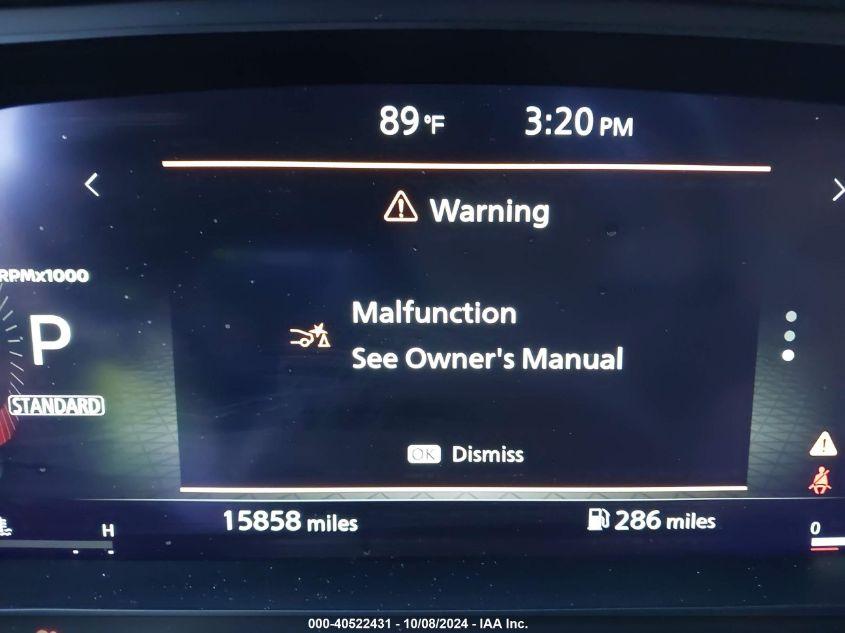 89 °F 3:20 PM
Warning
RPMx1000
P
STANDARD
Malfunction
See Owner's Manual
OK Dismiss
H
15858 miles
286 miles
0
000-40522431 - 10/08/2024 - IAA Inc.